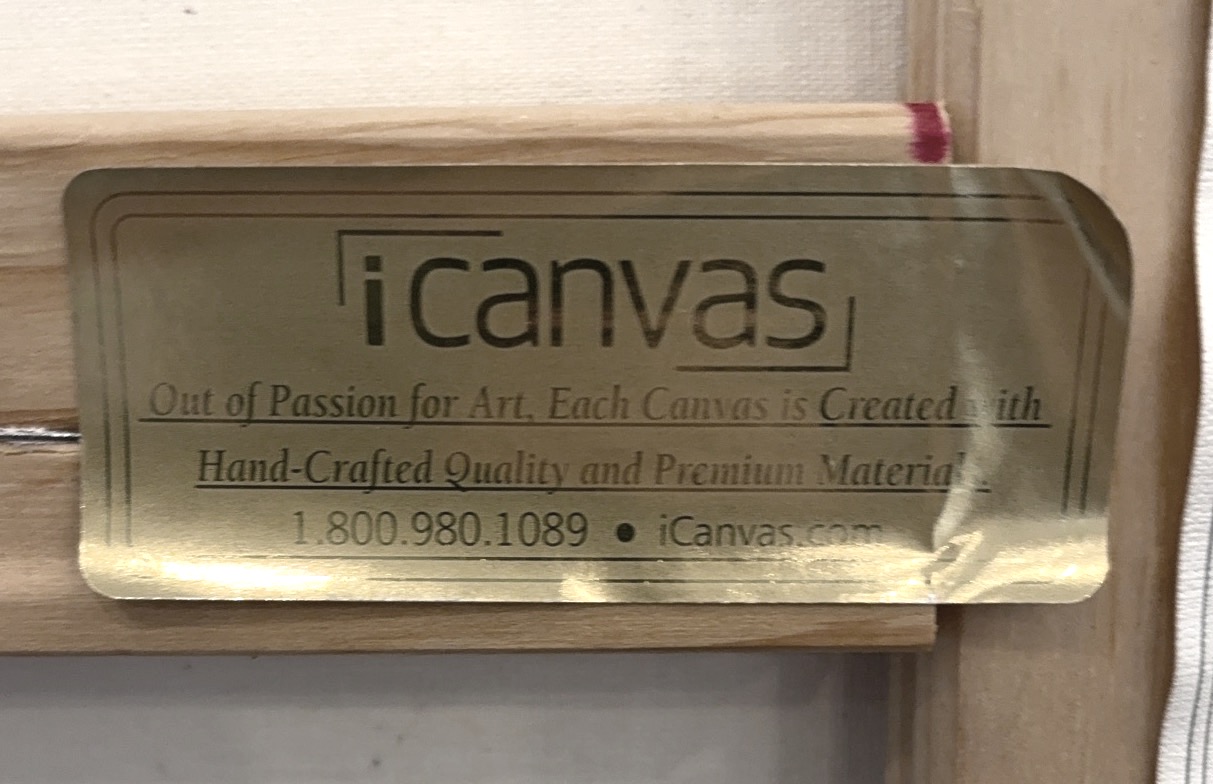 iCanvas
Out of Passion for Art, Each Canvas is Created with
Hand-Crafted Quality and Premium Materials.
1.800.980.1089 • iCanvas.com